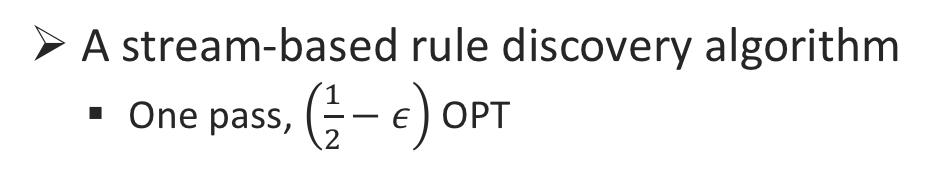 ➢ A stream-based rule discovery algorithm
▪ One pass, (1/2 − ϵ) OPT